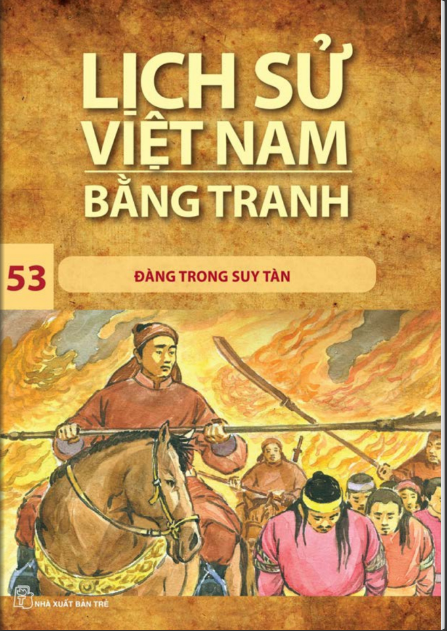 LỊCH SỬ
VIỆT NAM
BẰNG TRANH
53
ĐÀNG TRONG SUY TÀN
NHÀ XUẤT BẢN TRẺ